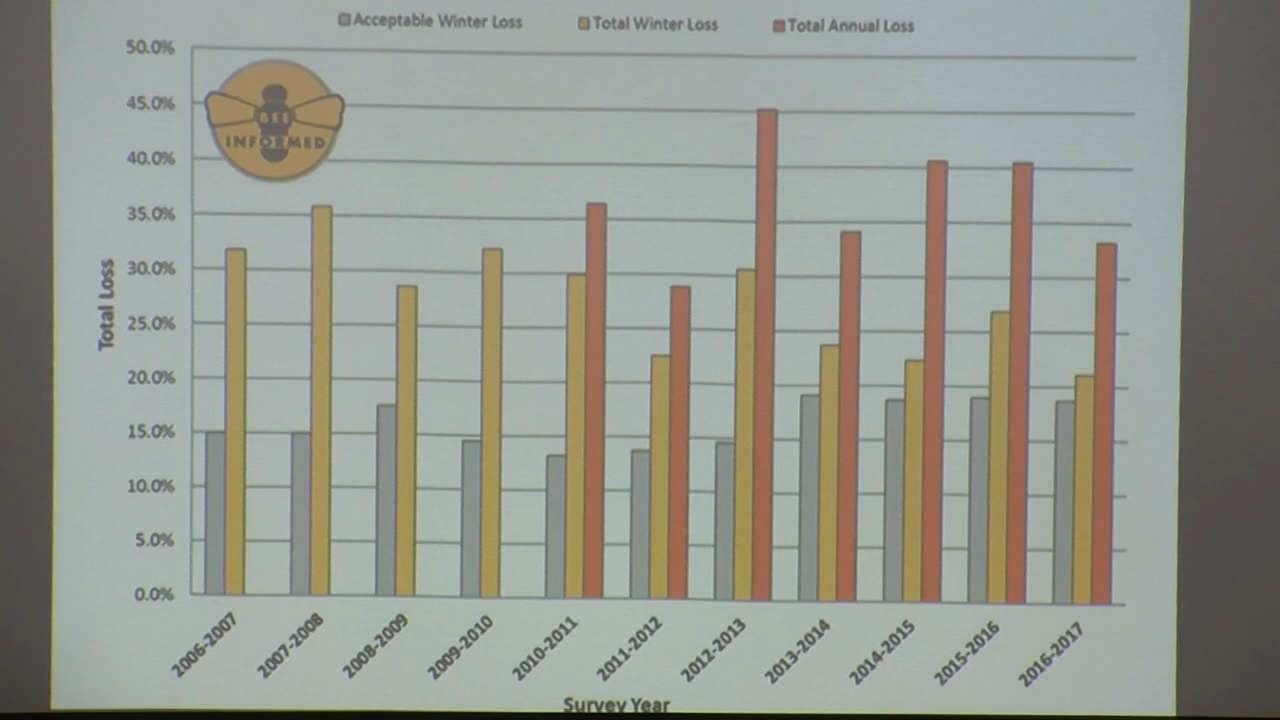 Acceptable Winter Loss Total Winter Loss Total Annual Loss
50.0%
45.0%
40.0%
35.0%
30.0%
25.0%
20.0%
15.0%
10.0%
5.0%
0.0%
BEE
INFORMED
Total Loss
2006-2007 2007-2008 2008-2009 2009-2010 2010-2011 2011-2012 2012-2013 2013-2014 2014-2015 2015-2016 2016-2017
Survey Year